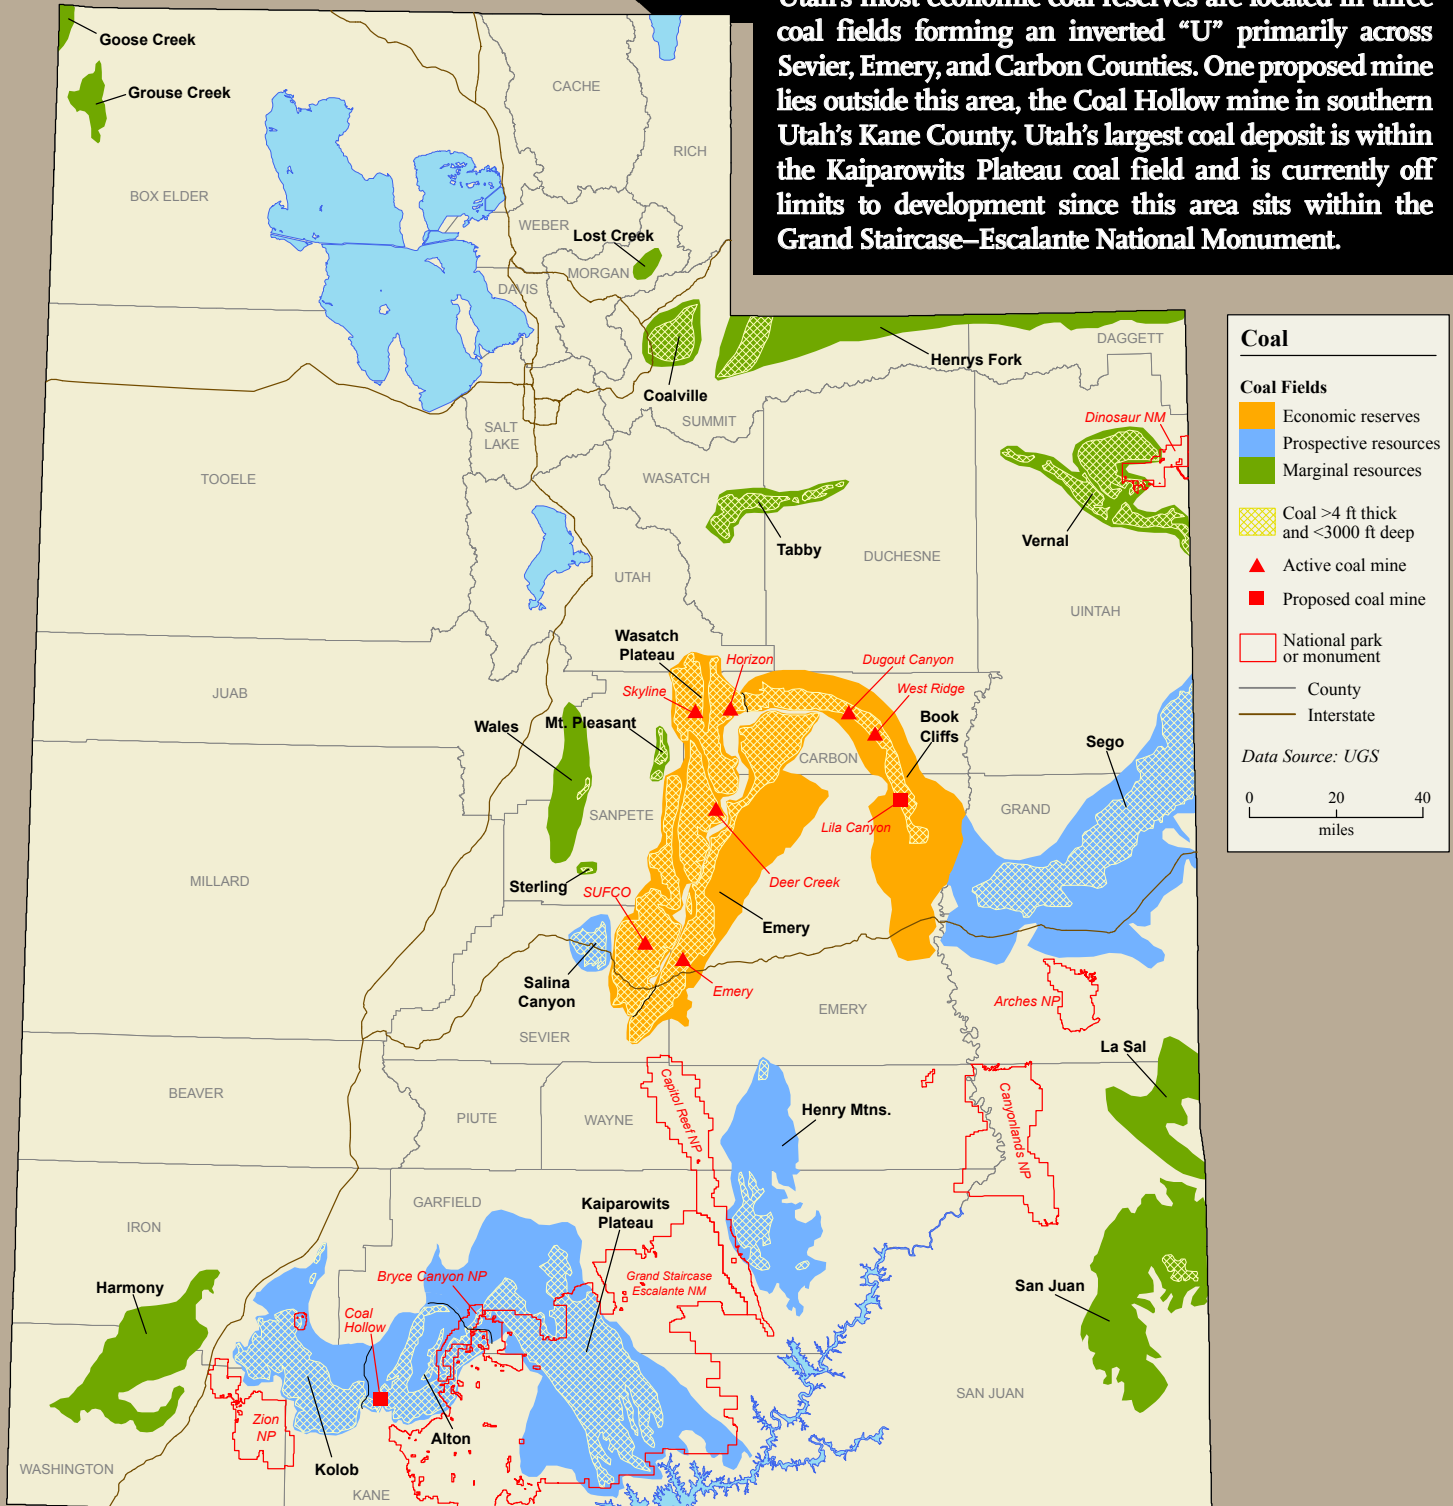 Utah's most economic coal reserves are located in three
coal fields forming an inverted “U” primarily across
Sevier, Emery, and Carbon Counties. One proposed mine
lies outside this area, the Coal Hollow mine in southern
Utah's Kane County. Utah's largest coal deposit is within
the Kaiparowits Plateau coal field and is currently off
limits to development since this area sits within the
Grand Staircase–Escalante National Monument.
Goose Creek
Grouse Creek
CACHE
RICH
BOX ELDER
WEBER
Lost Creek
MORGAN
DAVIS
Henrys Fork
DAGGETT
Coalville
SUMMIT
SALT
LAKE
Dinosaur NM
TOOELE
WASATCH
Tabby
Vernal
DUCHESNE
UTAH
UINTAH
Wasatch
Plateau
Horizon
Dugout Canyon
Skyline
West Ridge
JUAB
Wales
Mt. Pleasant
Book
Cliffs
Sego
CARBON
SANPETE
GRAND
Lila Canyon
MILLARD
Sterling
SUFCO
Deer Creek
Emery
Salina
Canyon
Emery
Arches NP
EMERY
SEVIER
La Sal
BEAVER
PIUTE
WAYNE
Capitol Reef NP
Henry Mtns.
Canyonlands NP
GARFIELD
Kaiparowits
Plateau
IRON
Harmony
Bryce Canyon NP
Grand Staircase
Escalante NM
San Juan
Coal
Hollow
SAN JUAN
Zion
NP
Alton
Kolob
WASHINGTON
KANE
Coal
Coal Fields
Economic reserves
Prospective resources
Marginal resources
Coal >4 ft thick
and <3000 ft deep
Active coal mine
Proposed coal mine
National park
or monument
County
Interstate
Data Source: UGS
0 20 40
miles